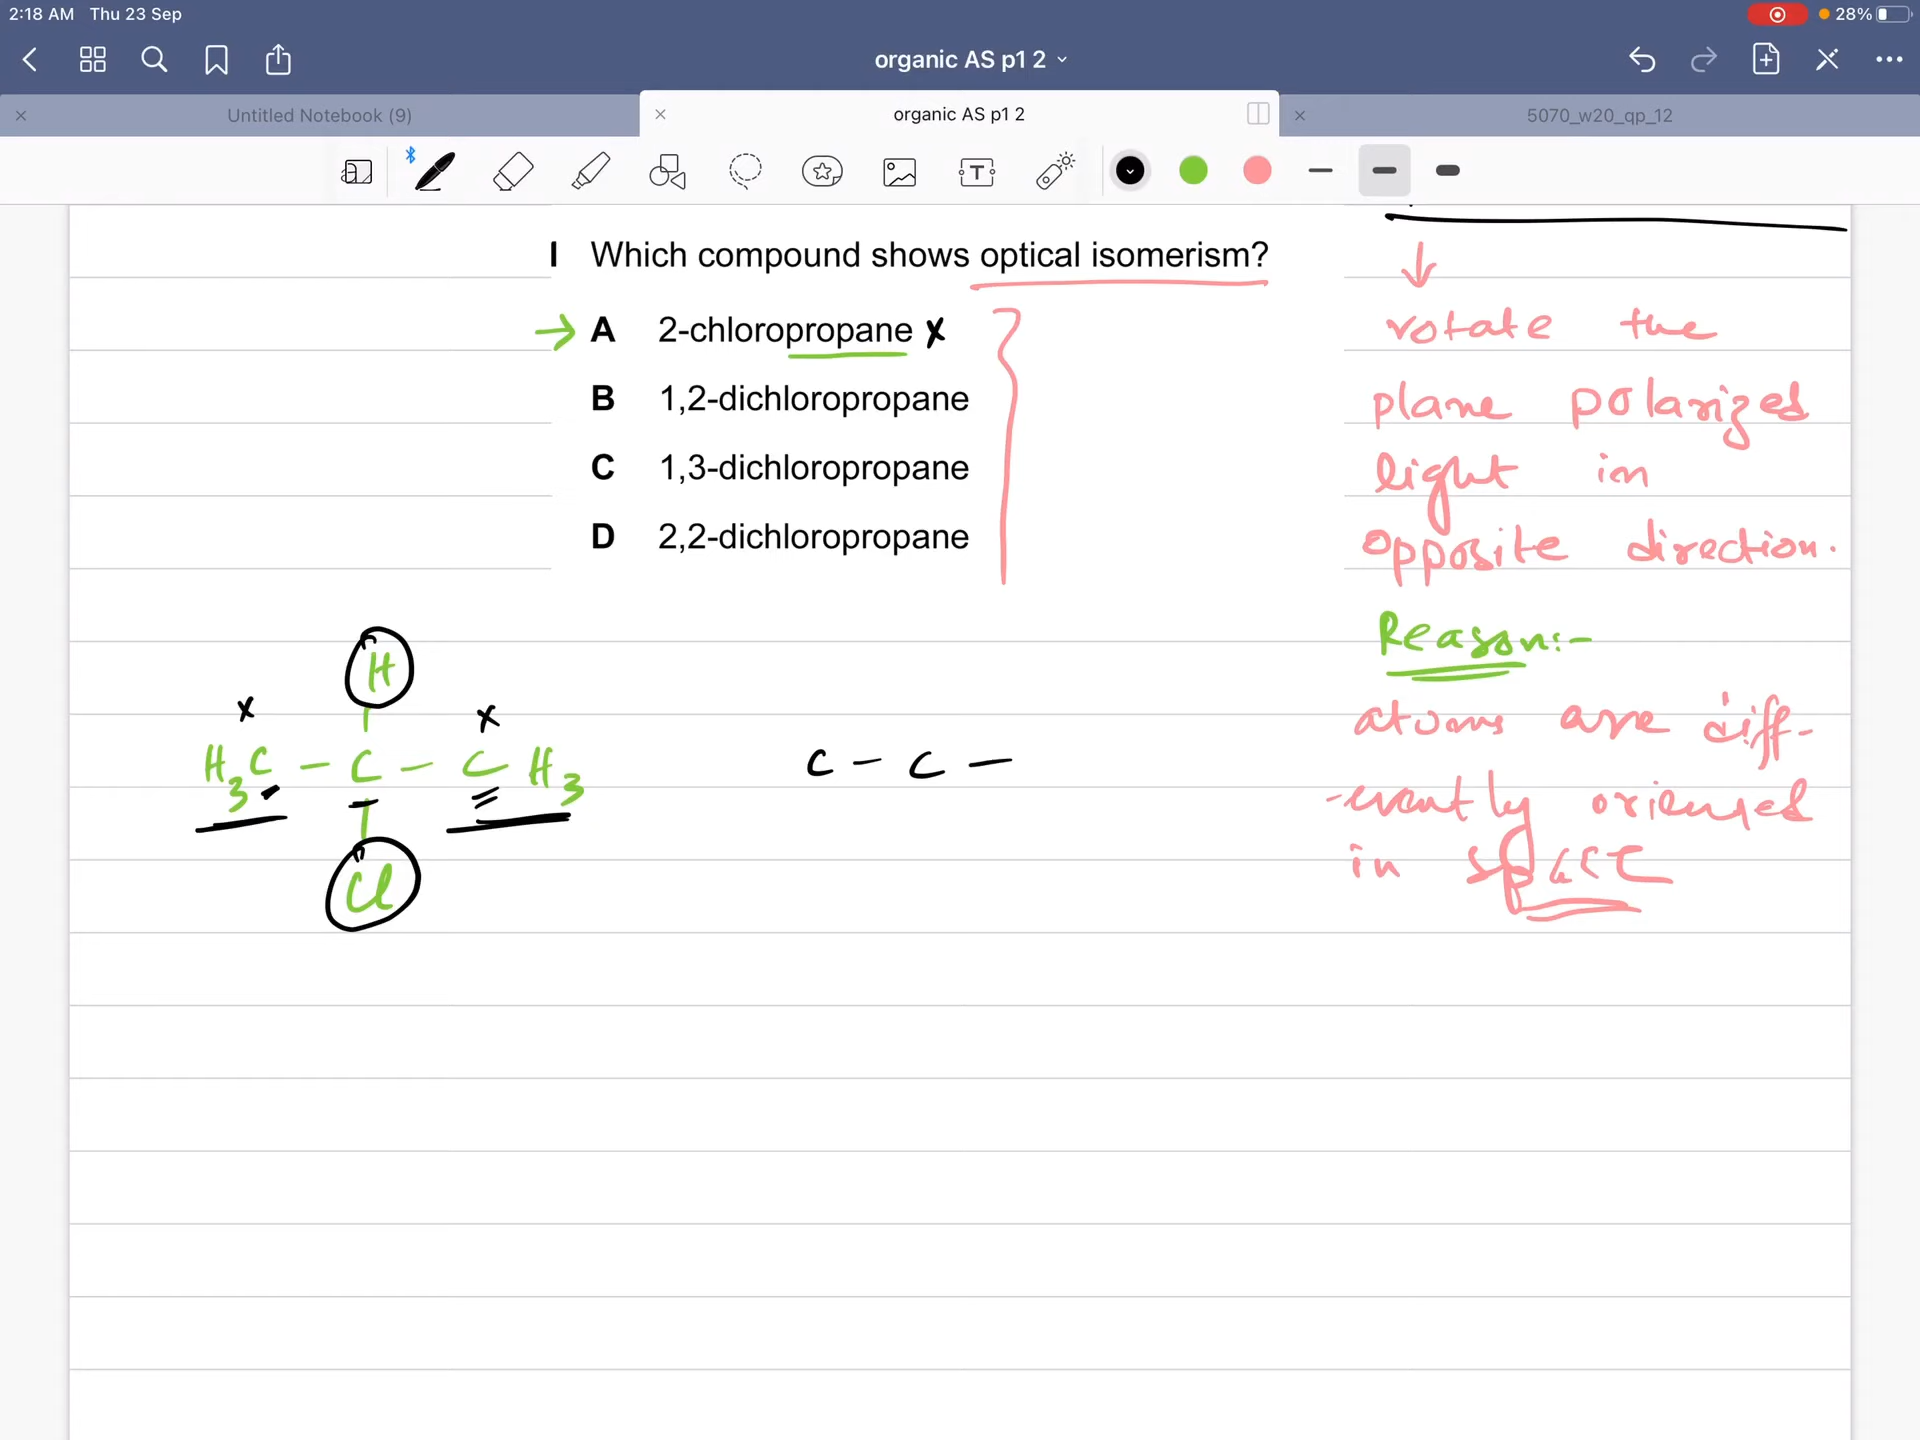 2:18 AM Thu 23 Sep
28%
organic AS p1 2
Untitled Notebook (9)
organic AS p1 2
5070_w20_qp_12
I Which compound shows optical isomerism?
A 2-chloropropane x
B 1,2-dichloropropane
C 1,3-dichloropropane
D 2,2-dichloropropane
rotate the
plane polarized
light in
opposite direction.
Reason:-
atoms are diff-
-erently oriented
in space
H
x x
H3C - C - CH3
Cl
C - C -